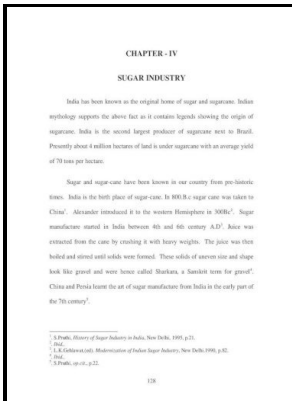 CHAPTER - IV
SUGAR INDUSTRY
India has been known as the original home of sugar and sugarcane. Indian
mythology supports the above fact as it contains legends showing the origin of
sugarcane. India is the second largest producer of sugarcane next to Brazil.
Presently about 4 million hectares of land is under sugarcane with an average yield
of 70 tons per hectare.
Sugar and sugar-cane have been known in our country from pre-historic
times. India is the birth place of sugar-cane. In 800.B.c sugar cane was taken to
China¹. Alexander introduced it to the western Hemisphere in 300Bc². Sugar
manufacture started in India between 4th and 6th century A.D³. Juice was
extracted from the cane by crushing it with heavy weights. The juice was then
boiled and stirred until solids were formed. These solids of uneven size and shape
look like gravel and were hence called Sharkara, a Sanskrit term for gravel⁴.
China and Persia learnt the art of sugar manufacture from India in the early part of
the 7th century⁵.
¹. S.Pruthi, History of Sugar Industry in India, New Delhi, 1995, p.21.
². Ibid.,
³. L.K.Gehlawat (ed), Modernization of Indian Sugar Industry, New Delhi 1990, p.82.
⁴. Ibid.,
⁵. S.Pruthi, op.cit., p.22.
128